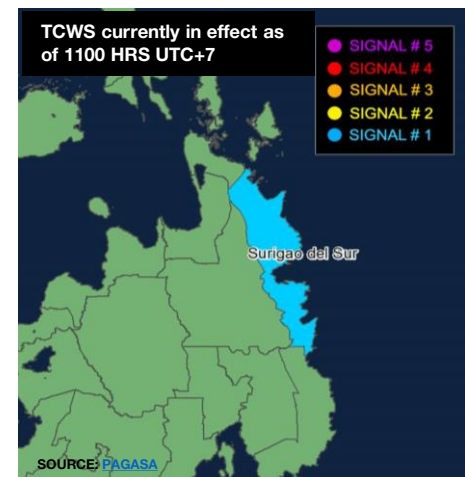 TCWS currently in effect as
of 1100 HRS UTC+7
SIGNAL # 5
SIGNAL # 4
SIGNAL # 3
SIGNAL # 2
SIGNAL # 1
Surigao del Sur
SOURCE: PAGASA